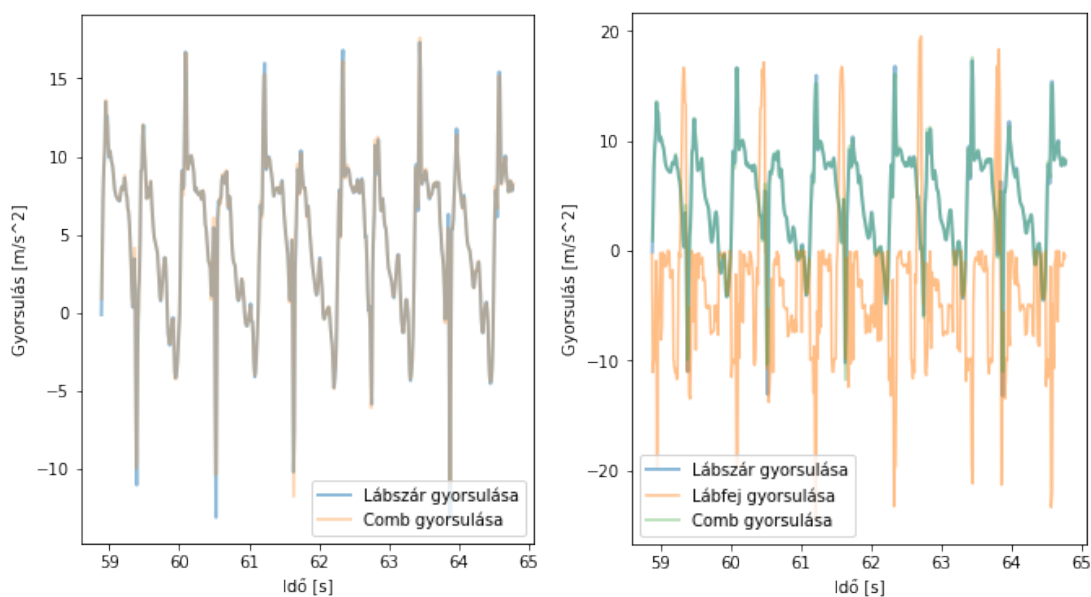 Gyorsulás [m/s^2]
15
10
5
0
−5
−10
59
60
61
62
63
64
65
Idő [s]
Lábszár gyorsulása
Comb gyorsulása
Gyorsulás [m/s^2]
20
10
0
−10
−20
59
60
61
62
63
64
65
Idő [s]
Lábszár gyorsulása
Lábfej gyorsulása
Comb gyorsulása